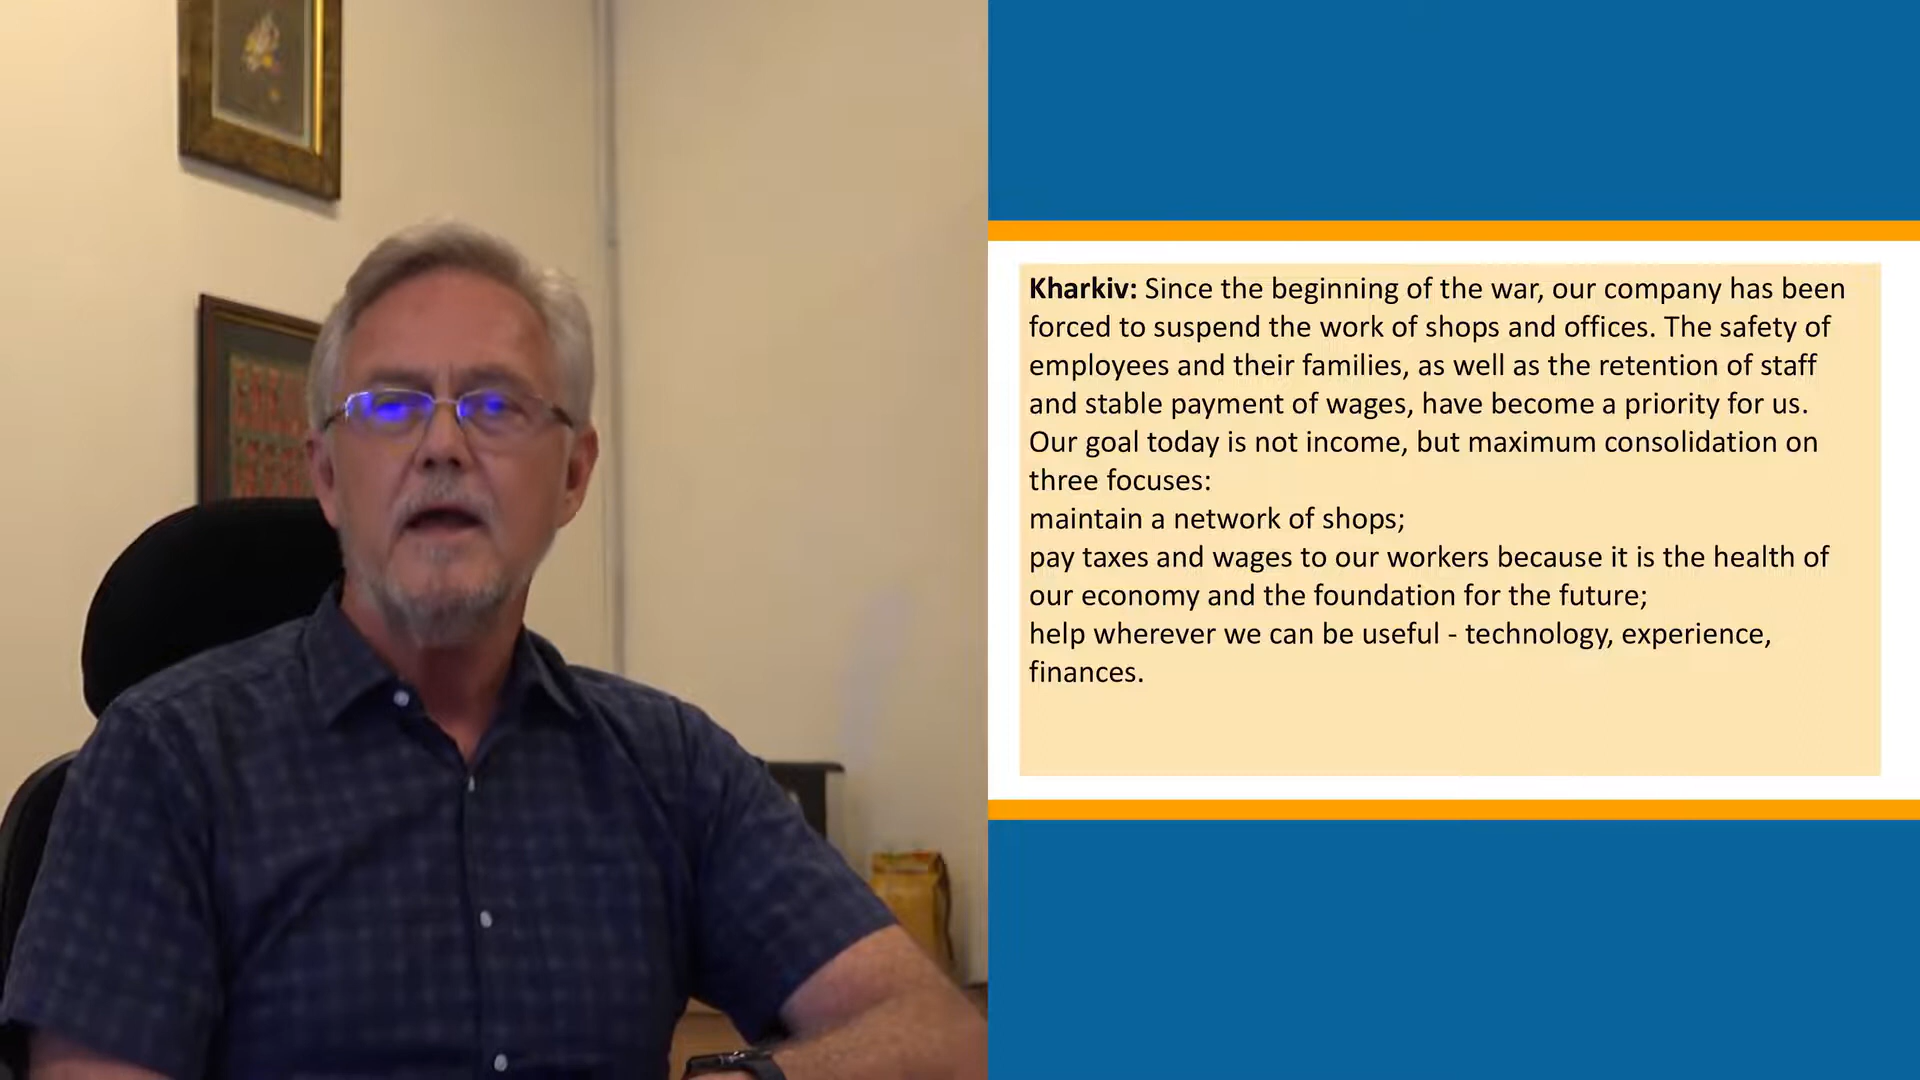 Kharkiv: Since the beginning of the war, our company has been
forced to suspend the work of shops and offices. The safety of
employees and their families, as well as the retention of staff
and stable payment of wages, have become a priority for us.
Our goal today is not income, but maximum consolidation on
three focuses:
maintain a network of shops;
pay taxes and wages to our workers because it is the health of
our economy and the foundation for the future;
help wherever we can be useful - technology, experience,
finances.